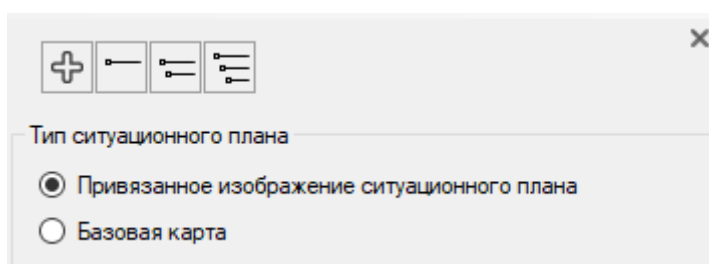 Тип ситуационного плана
Привязанное изображение ситуационного плана
Базовая карта